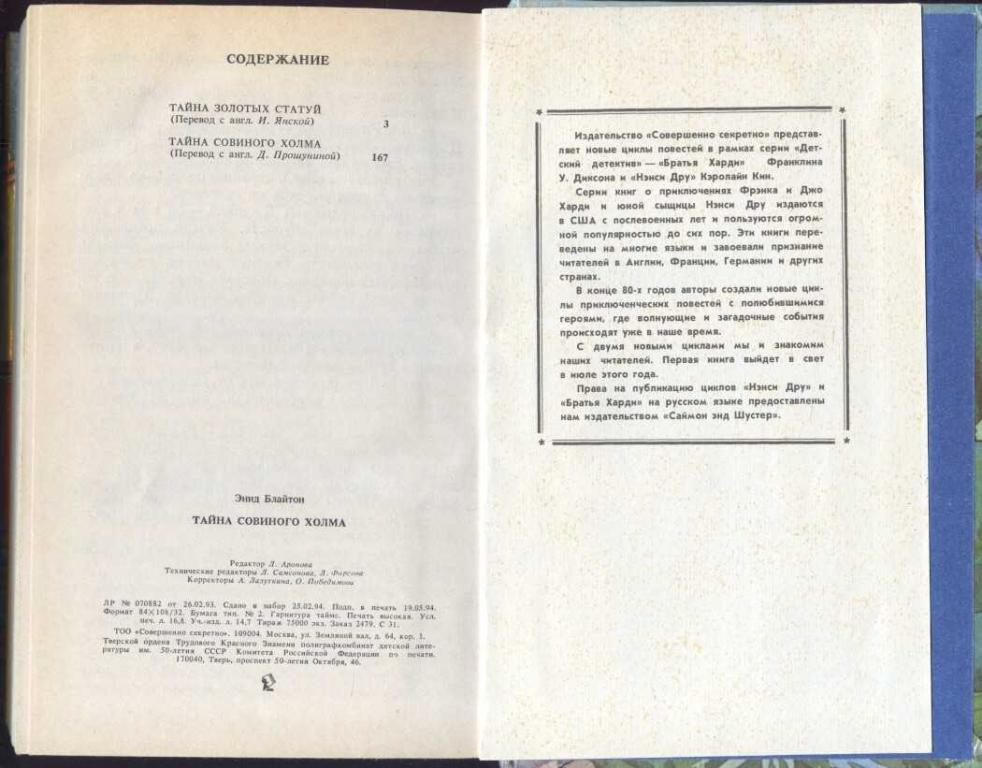 СОДЕРЖАНИЕ
ТАЙНА ЗОЛОТЫХ СТАТУЙ
(Перевод с англ. И. Янской) 3
ТАЙНА СОВИНОГО ХОЛМА
(Перевод с англ. Д. Прошуниной) 167
Энид Блайтон
ТАЙНА СОВИНОГО ХОЛМА
Редактор Л. Аронова
Технические редакторы Л. Самсонова, Л. Фирсова
Корректоры А. Лазуткина, О. Победимов
ЛР № 070882 от 26.02.93. Сдано в набор 25.02.94. Подп. в печать 19.05.94.
Формат 84×108/32. Бумага тип. № 2. Гарнитура таймс. Печать высокая. Усл.
печ. л. 16,8. Уч.-изд. л. 14,7 Тираж 75000 экз. Заказ 2479. С 31.
ТОО «Совершенно секретно». 109004. Москва, ул. Земляной вал, д. 64, кор. 1.
Тверской ордена Трудового Красного Знамени полиграфкомбинат детской лите-
ратуры им. 50-летия СССР Комитета Российской Федерации по печати.
170040, Тверь, проспект 50-летия Октября, 46.
Издательство «Совершенно секретно» представ-
ляет новые циклы повестей в рамках серии «Дет-
ский детектив» — «Братья Харди» Франклина
У. Диксона и «Нэнси Дру» Кэролайн Кин.
Серии книг о приключениях Фрэнка и Джо
Харди и юной сыщицы Нэнси Дру издаются
в США с послевоенных лет и пользуются огром-
ной популярностью до сих пор. Эти книги пере-
ведены на многие языки и завоевали признание
читателей в Англии, Франции, Германии и других
странах.
В конце 80-х годов авторы создали новые цик-
лы приключенческих повестей с полюбившимися
героями, где волнующие и загадочные события
происходят уже в наше время.
С двумя новыми циклами мы и знакомим
наших читателей. Первая книга выйдет в свет
в июле этого года.
Права на публикацию циклов «Нэнси Дру» и
«Братья Харди» на русском языке предоставлены
нам издательством «Саймон энд Шустер».